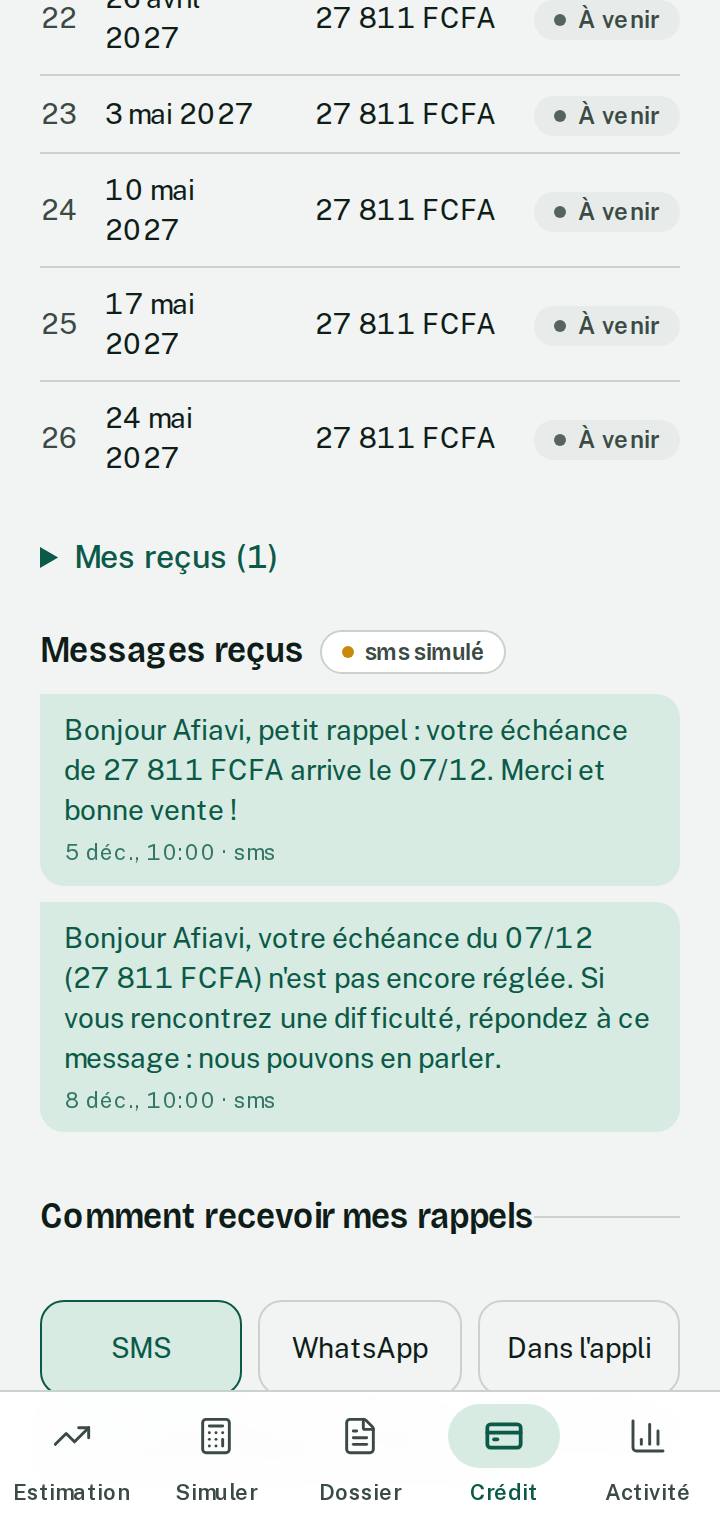 22 26 avril 27 811 FCFA À venir
2027
23 3 mai 2027 27 811 FCFA À venir
24 10 mai 27 811 FCFA À venir
2027
25 17 mai 27 811 FCFA À venir
2027
26 24 mai 27 811 FCFA À venir
2027
Mes reçus (1)
Messages reçus sms simulé
Bonjour Afiavi, petit rappel : votre échéance
de 27 811 FCFA arrive le 07/12. Merci et
bonne vente !
5 déc., 10:00 · sms
Bonjour Afiavi, votre échéance du 07/12
(27 811 FCFA) n'est pas encore réglée. Si
vous rencontrez une difficulté, répondez à ce
message : nous pouvons en parler.
8 déc., 10:00 · sms
Comment recevoir mes rappels
SMS WhatsApp Dans l'appli
Estimation Simuler Dossier Crédit Activité